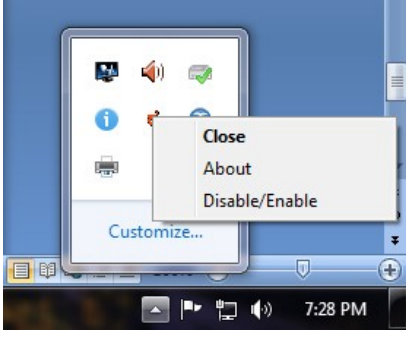 Close
About
Disable/Enable
Customize...
7:28 PM